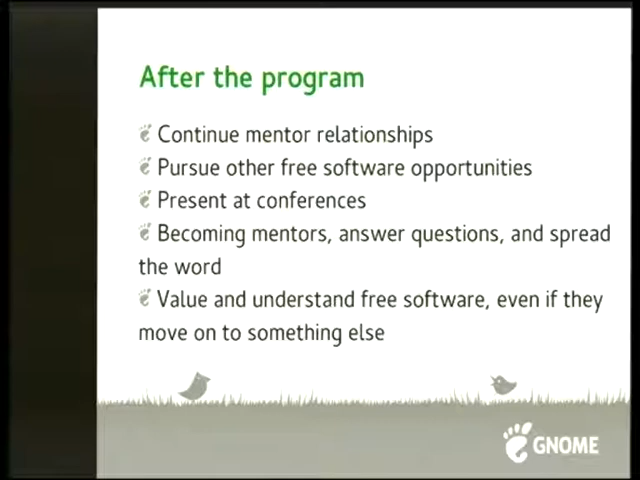 After the program
Continue mentor relationships
Pursue other free software opportunities
Present at conferences
Becoming mentors, answer questions, and spread
the word
Value and understand free software, even if they
move on to something else
GNOME